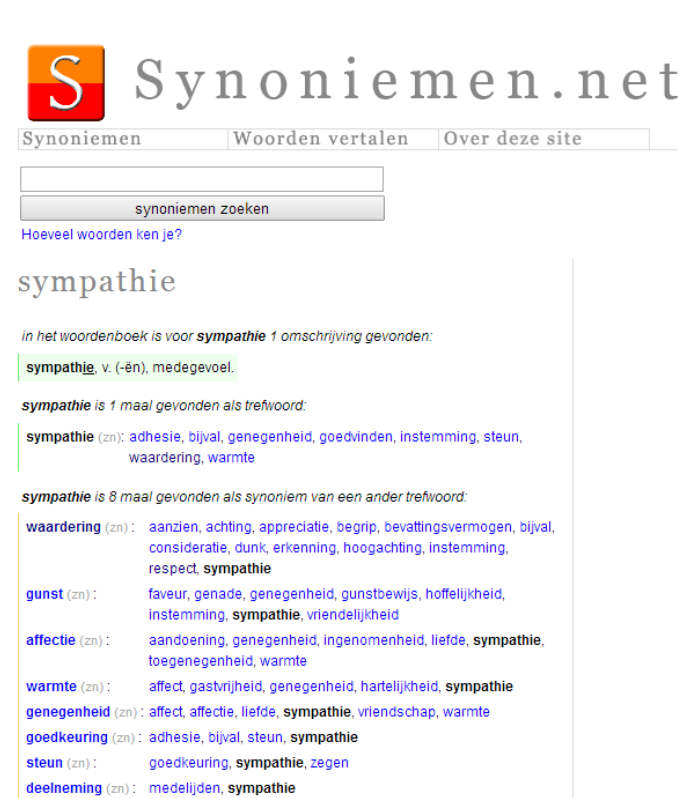 S Synoniemen.net
Synoniemen Woorden vertalen Over deze site
synoniemen zoeken
Hoeveel woorden ken je?
sympathie
in het woordenboek is voor sympathie 1 omschrijving gevonden:
sympathie, v. (-ën), medegevoel.
sympathie is 1 maal gevonden als trefwoord:
sympathie (zn): adhesie, bijval, genegenheid, goedvinden, instemming, steun,
waardering, warmte
sympathie is 8 maal gevonden als synoniem van een ander trefwoord:
waardering (zn) : aanzien, achting, appreciatie, begrip, bevattingsvermogen, bijval,
consideratie, dunk, erkenning, hoogachting, instemming,
respect, sympathie
gunst (zn) : faveur, genade, genegenheid, gunstbewijs, hoffelijkheid,
instemming, sympathie, vriendelijkheid
affectie (zn) : aandoening, genegenheid, ingenomenheid, liefde, sympathie,
toegenegenheid, warmte
warmte (zn) : affect, gastvrijheid, genegenheid, hartelijkheid, sympathie
genegenheid (zn) : affect, affectie, liefde, sympathie, vriendschap, warmte
goedkeuring (zn) : adhesie, bijval, steun, sympathie
steun (zn) : goedkeuring, sympathie, zegen
deelneming (zn) : medelijden, sympathie